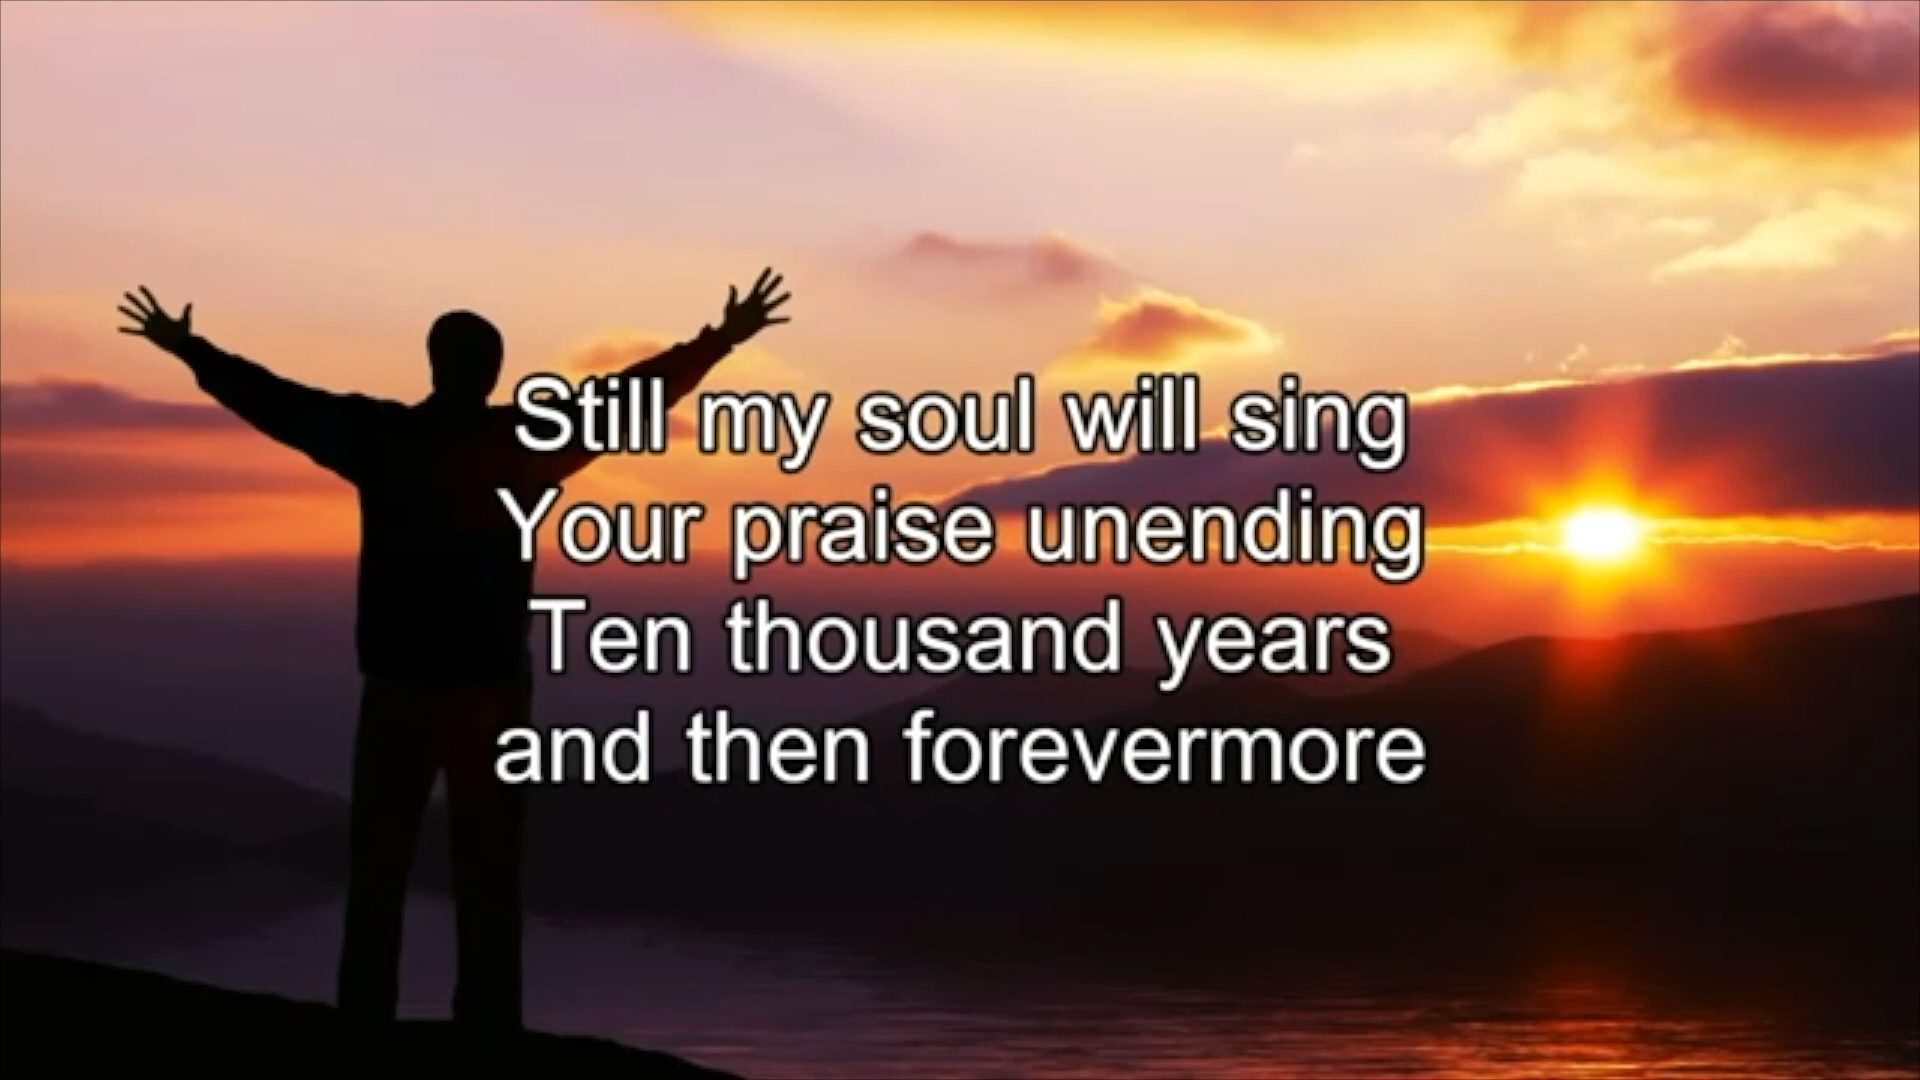 Still my soul will sing
Your praise unending
Ten thousand years
and then forevermore